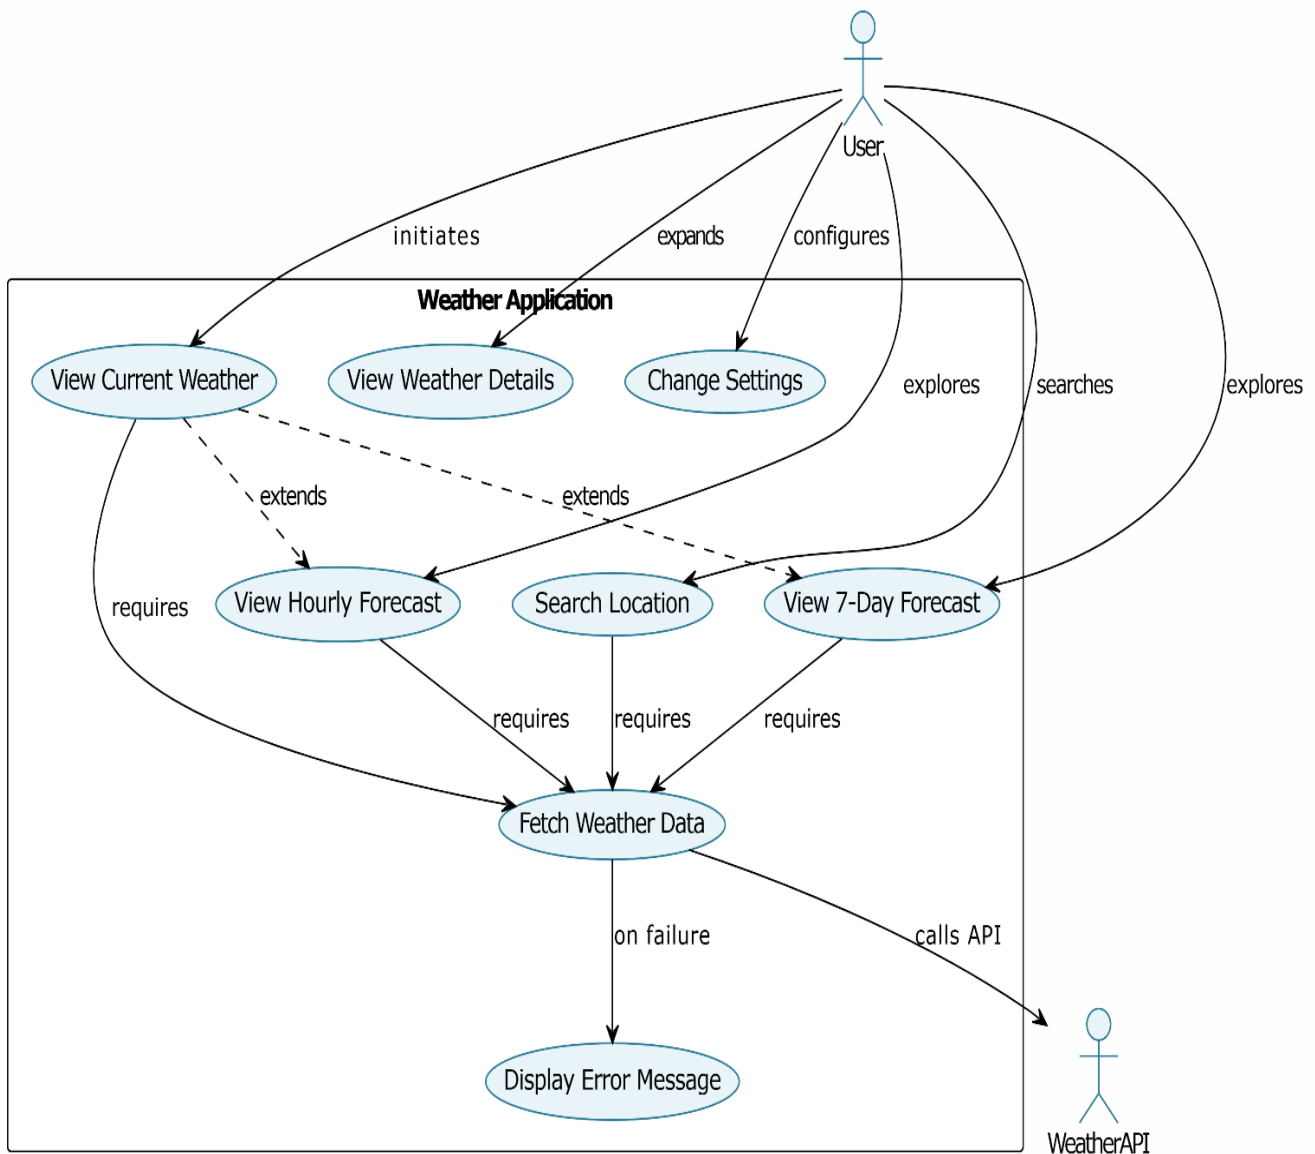 User
initiates
expands
configures
Weather Application
View Current Weather
View Weather Details
Change Settings
explores
searches
explores
extends
extends
requires
View Hourly Forecast
Search Location
View 7-Day Forecast
requires
requires
requires
Fetch Weather Data
on failure
calls API
Display Error Message
WeatherAPI